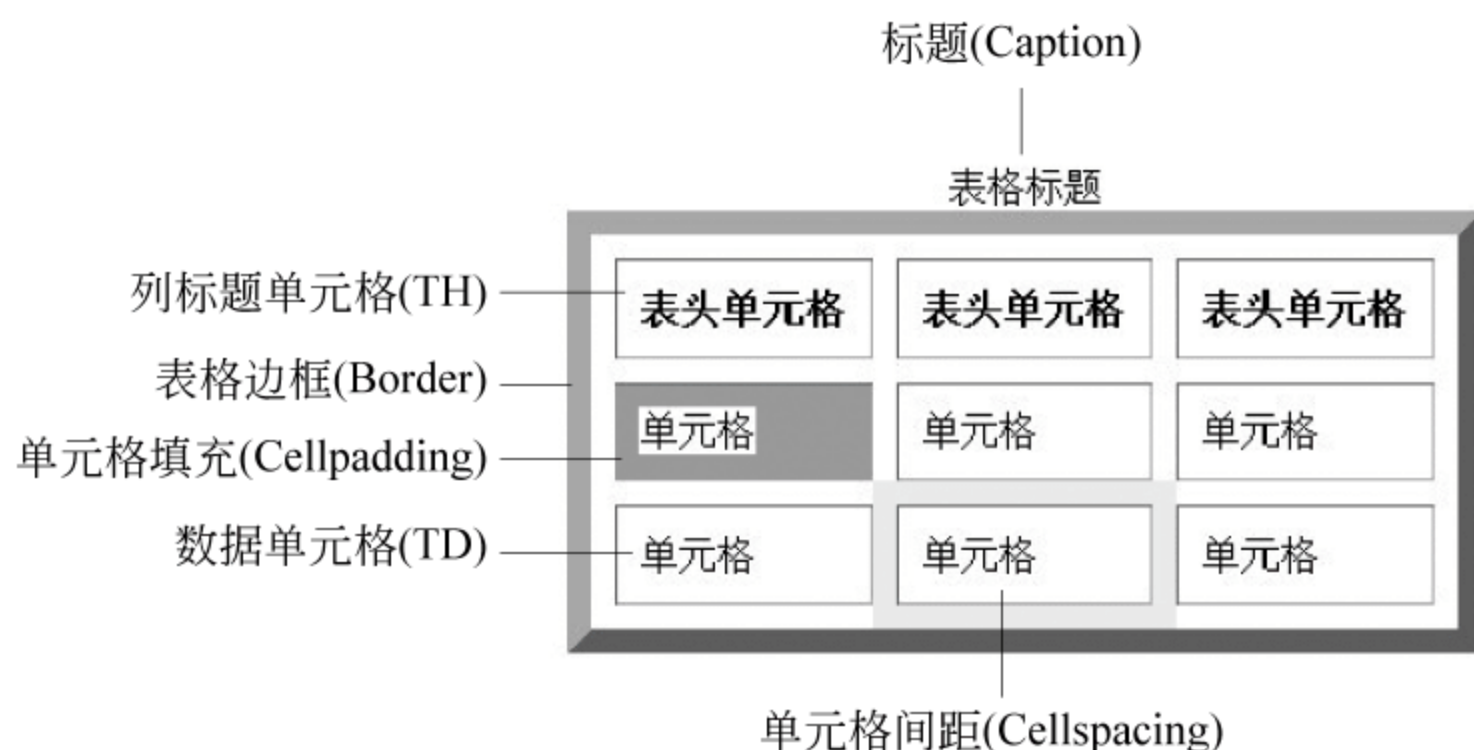 标题(Caption)
表格标题
列标题单元格(TH)
表头单元格 表头单元格 表头单元格
表格边框(Border)
单元格 单元格 单元格
单元格填充(Cellpadding)
数据单元格(TD)
单元格 单元格 单元格
单元格间距(Cellspacing)